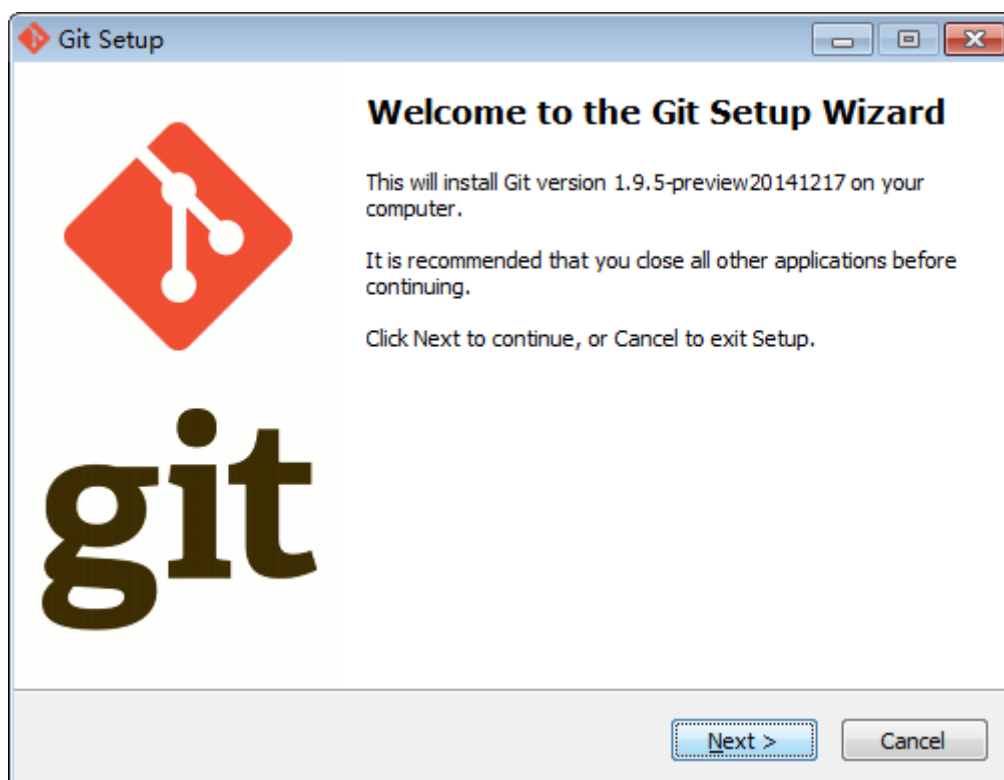 Git Setup
Welcome to the Git Setup Wizard
This will install Git version 1.9.5-preview20141217 on your
computer.
It is recommended that you close all other applications before
continuing.
Click Next to continue, or Cancel to exit Setup.
git
Next >
Cancel